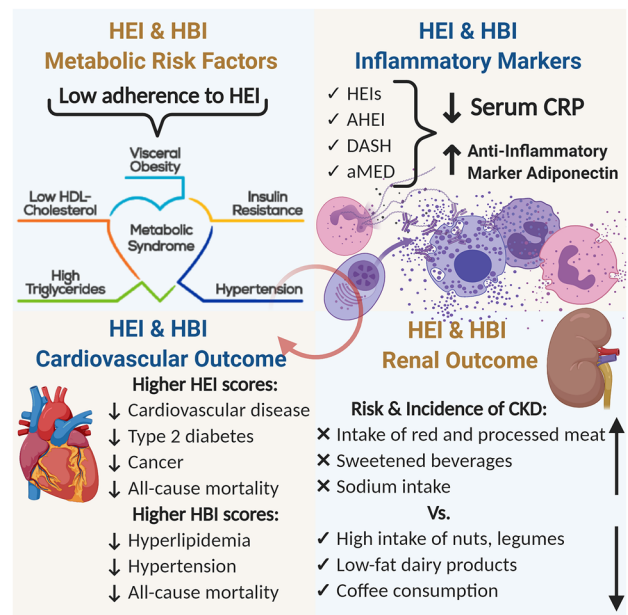 HEI & HBI
Metabolic Risk Factors
Low adherence to HEI
Visceral
Obesity
Low HDL-
Cholesterol
Insulin
Resistance
Metabolic
Syndrome
High
Triglycerides
Hypertension
HEI & HBI
Inflammatory Markers
✓ HEIs
✓ AHEI
✓ DASH
✓ aMED
↓ Serum CRP
↑ Anti-Inflammatory
Marker Adiponectin
HEI & HBI
Cardiovascular Outcome
Higher HEI scores:
↓ Cardiovascular disease
↓ Type 2 diabetes
↓ Cancer
↓ All-cause mortality
Higher HBI scores:
↓ Hyperlipidemia
↓ Hypertension
↓ All-cause mortality
HEI & HBI
Renal Outcome
Risk & Incidence of CKD:
✕ Intake of red and processed meat
✕ Sweetened beverages
✕ Sodium intake
Vs.
✓ High intake of nuts, legumes
✓ Low-fat dairy products
✓ Coffee consumption